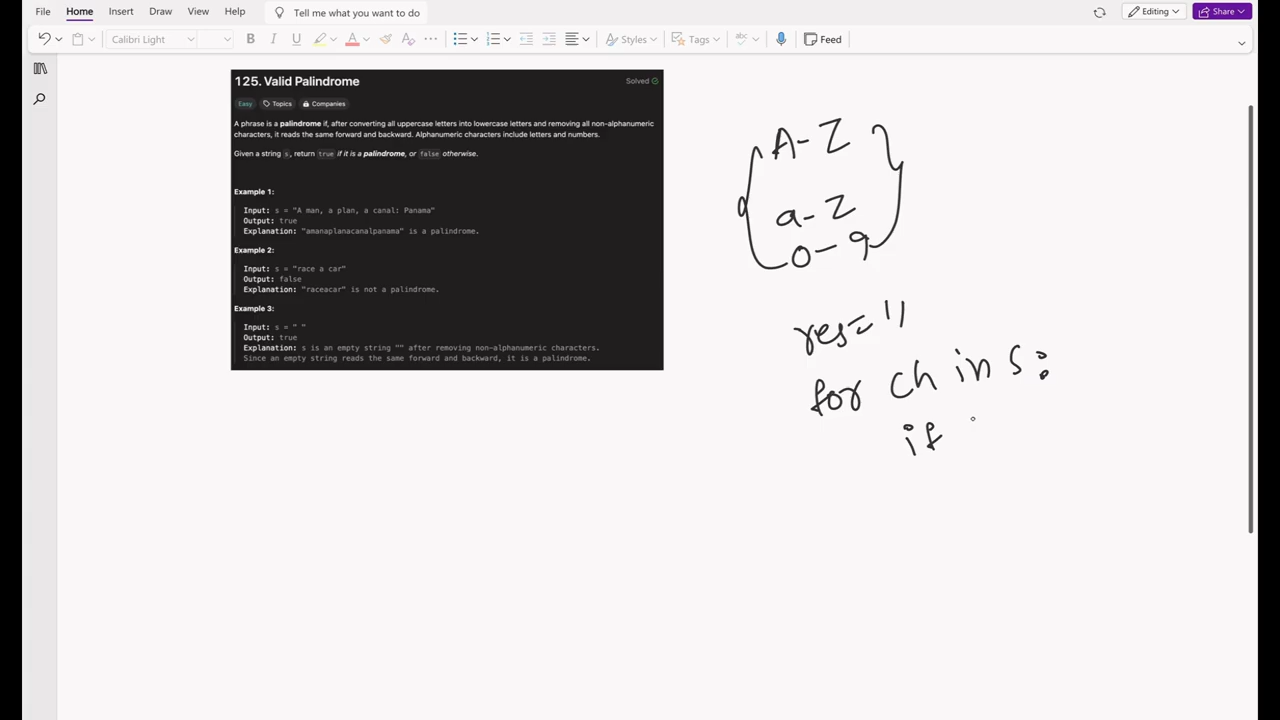 File Home Insert Draw View Help Tell me what you want to do Editing Share
Calibri Light B I U A Styles Tags abc Feed
125. Valid Palindrome Solved
Easy Topics Companies
A phrase is a palindrome if, after converting all uppercase letters into lowercase letters and removing all non-alphanumeric
characters, it reads the same forward and backward. Alphanumeric characters include letters and numbers.
Given a string s, return true if it is a palindrome, or false otherwise.
Example 1:
Input: s = "A man, a plan, a canal: Panama"
Output: true
Explanation: "amanaplanacanalpanama" is a palindrome.
Example 2:
Input: s = "race a car"
Output: false
Explanation: "raceacar" is not a palindrome.
Example 3:
Input: s = " "
Output: true
Explanation: s is an empty string "" after removing non-alphanumeric characters.
Since an empty string reads the same forward and backward, it is a palindrome.
A-Z
a-z
0-9
res=''
for ch in s:
if